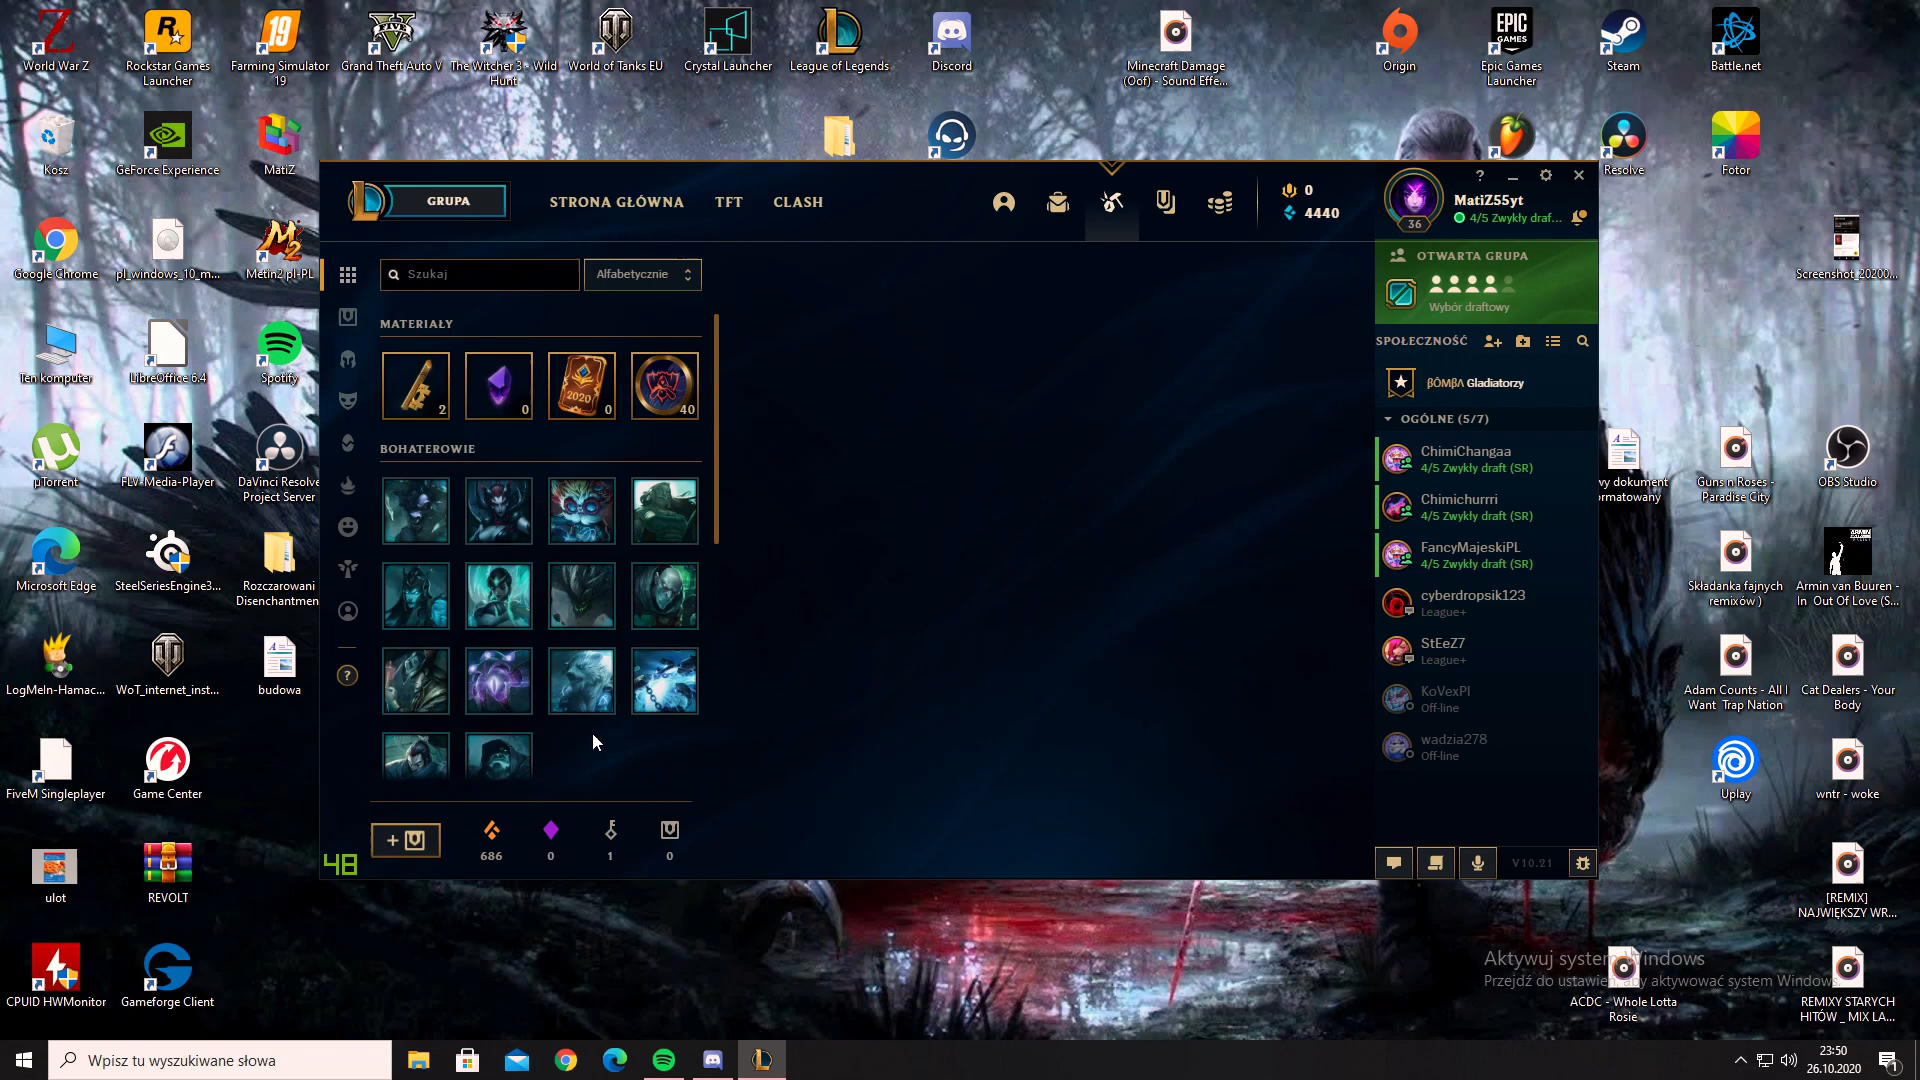 World War Z
Rockstar Games
Launcher
Farming Simulator
19
Grand Theft Auto V
The Witcher 3 - Wild
Hunt
World of Tanks EU
Crystal Launcher
League of Legends
Discord
Minecraft Damage
(Oof) - Sound Effe...
Origin
Epic Games
Launcher
Steam
Battle.net
Kosz
GeForce Experience
MatiZ
Resolve
Fotor
GRUPA
STRONA GŁÓWNA
TFT
CLASH
0
4440
36
MatiZ55yt
4/5 Zwykły draf...
Google Chrome
pl_windows_10_m...
Metin2 pl-PL
Szukaj
Alfabetycznie
OTWARTA GRUPA
Wybór draftowy
Screenshot_20200...
MATERIAŁY
2
0
2020
0
40
SPOŁECZNOŚĆ
βÔMβΛ Gladiatorzy
OGÓLNE (5/7)
Ten komputer
LibreOffice 6.4
Spotify
BOHATEROWIE
ChimiChangaa
4/5 Zwykły draft (SR)
Chimichurrri
4/5 Zwykły draft (SR)
FancyMajeskiPL
4/5 Zwykły draft (SR)
cyberdropsik123
League+
StEeZ7
League+
KoVexPl
Off-line
wadzia278
Off-line
µTorrent
FLV-Media-Player
DaVinci Resolve
Project Server
wy dokument
ormatowany
Guns n Roses -
Paradise City
OBS Studio
Microsoft Edge
SteelSeriesEngine3...
Rozczarowani
Disenchantmen
Składanka fajnych
remixów )
Armin van Buuren -
In Out Of Love (S...
LogMeIn-Hamac...
WoT_internet_inst...
budowa
Adam Counts - All I
Want Trap Nation
Cat Dealers - Your
Body
FiveM Singleplayer
Game Center
Uplay
wntr - woke
686
0
1
0
48
V10.21
ulot
REVOLT
[REMIX]
NAJWIĘKSZY WR...
CPUID HWMonitor
Gameforge Client
Aktywuj system Windows
Przejdź do ustawień, aby aktywować system Windows.
ACDC - Whole Lotta
Rosie
REMIXY STARYCH
HITÓW _ MIX LA...
Wpisz tu wyszukiwane słowa
23:50
26.10.2020
1